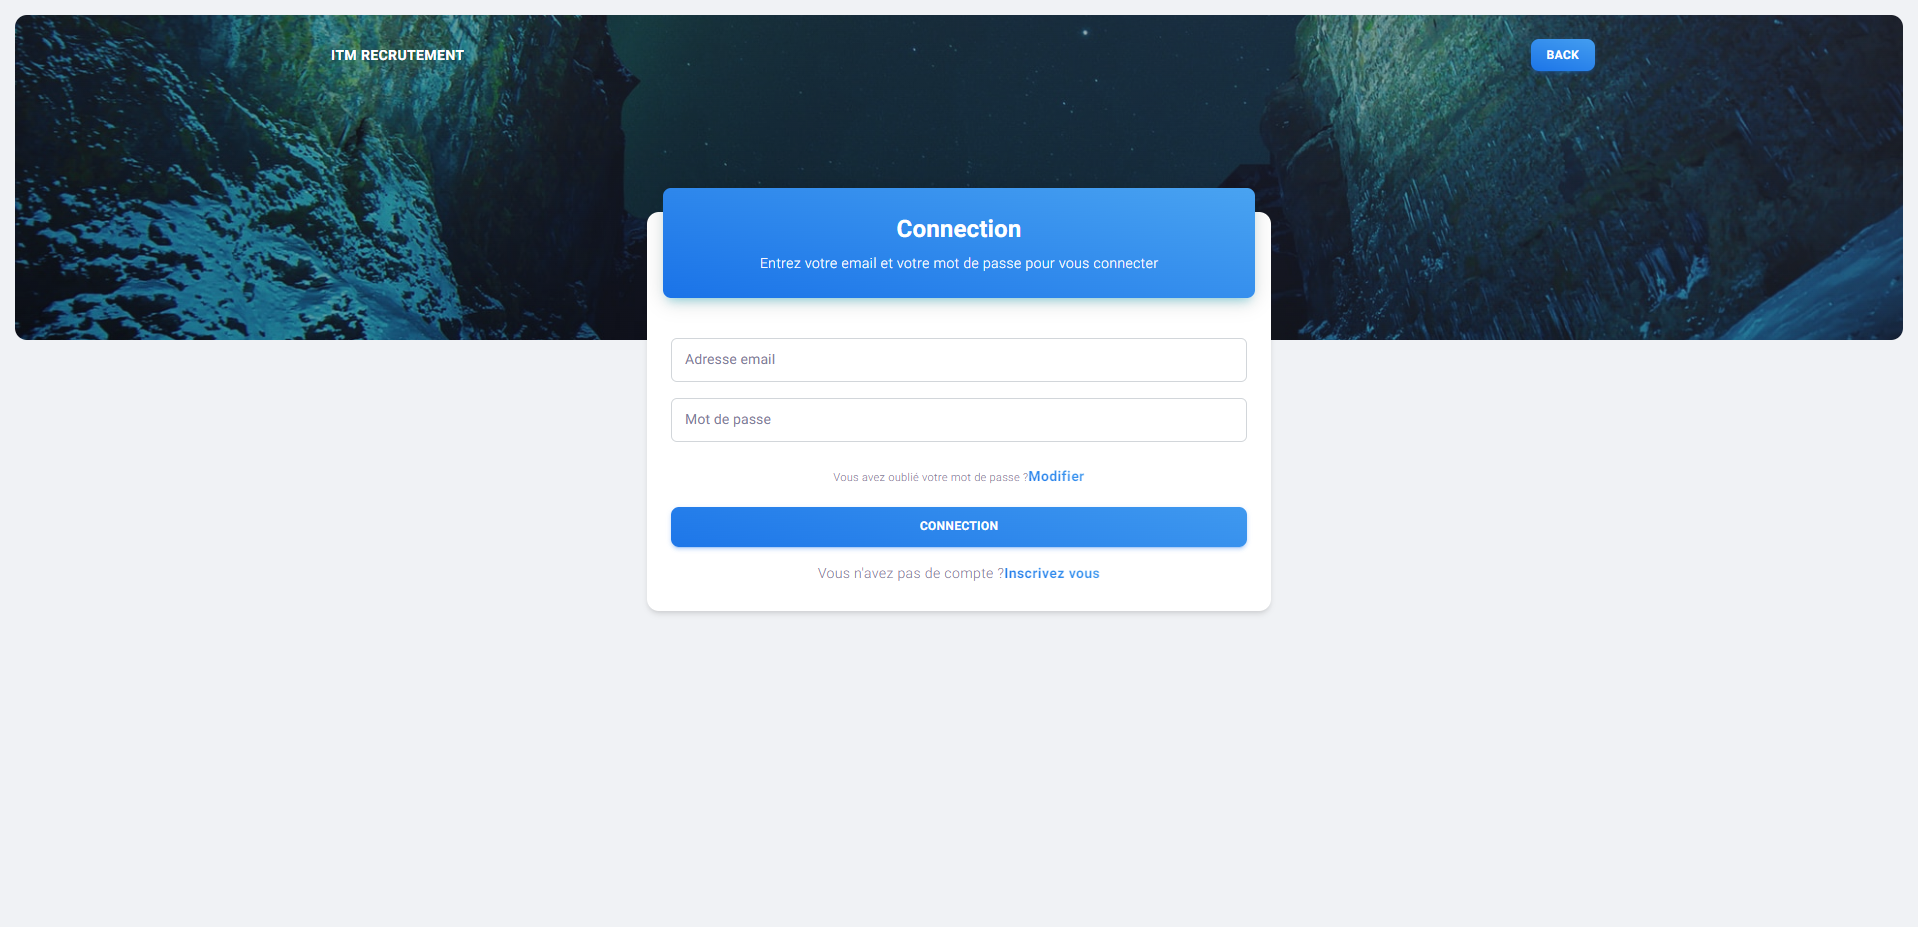 ITM RECRUTEMENT
BACK
Connection
Entrez votre email et votre mot de passe pour vous connecter
Adresse email
Mot de passe
Vous avez oublié votre mot de passe ?Modifier
CONNECTION
Vous n'avez pas de compte ?Inscrivez vous